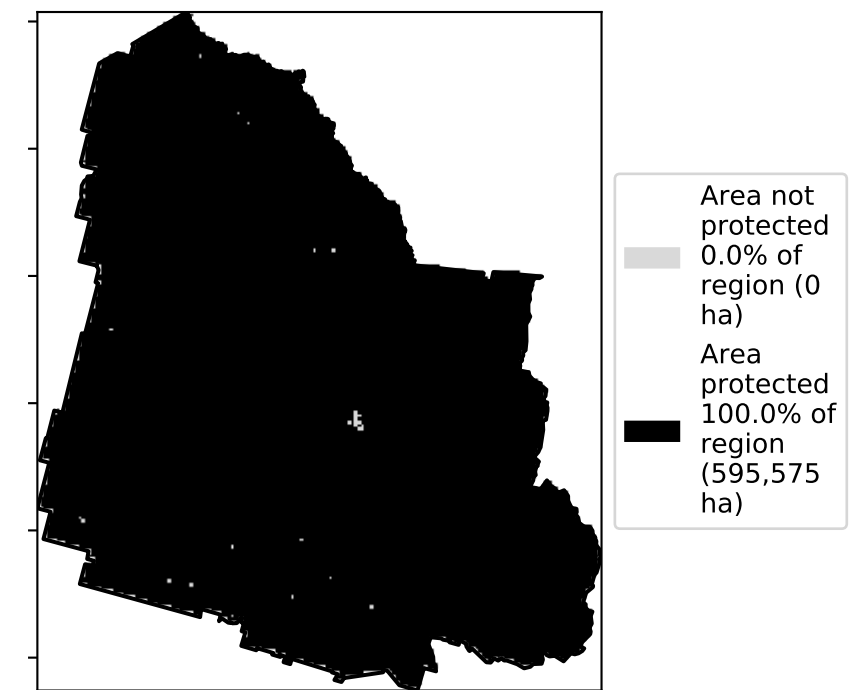 Area not
protected
0.0% of
region (0
ha)
Area
protected
100.0% of
region
(595,575
ha)